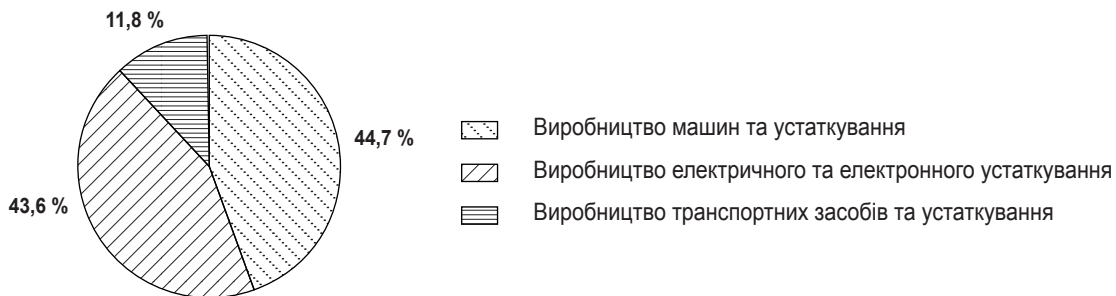 11,8 %
44,7 %
43,6 %
Виробництво машин та устаткування
Виробництво електричного та електронного устаткування
Виробництво транспортних засобів та устаткування